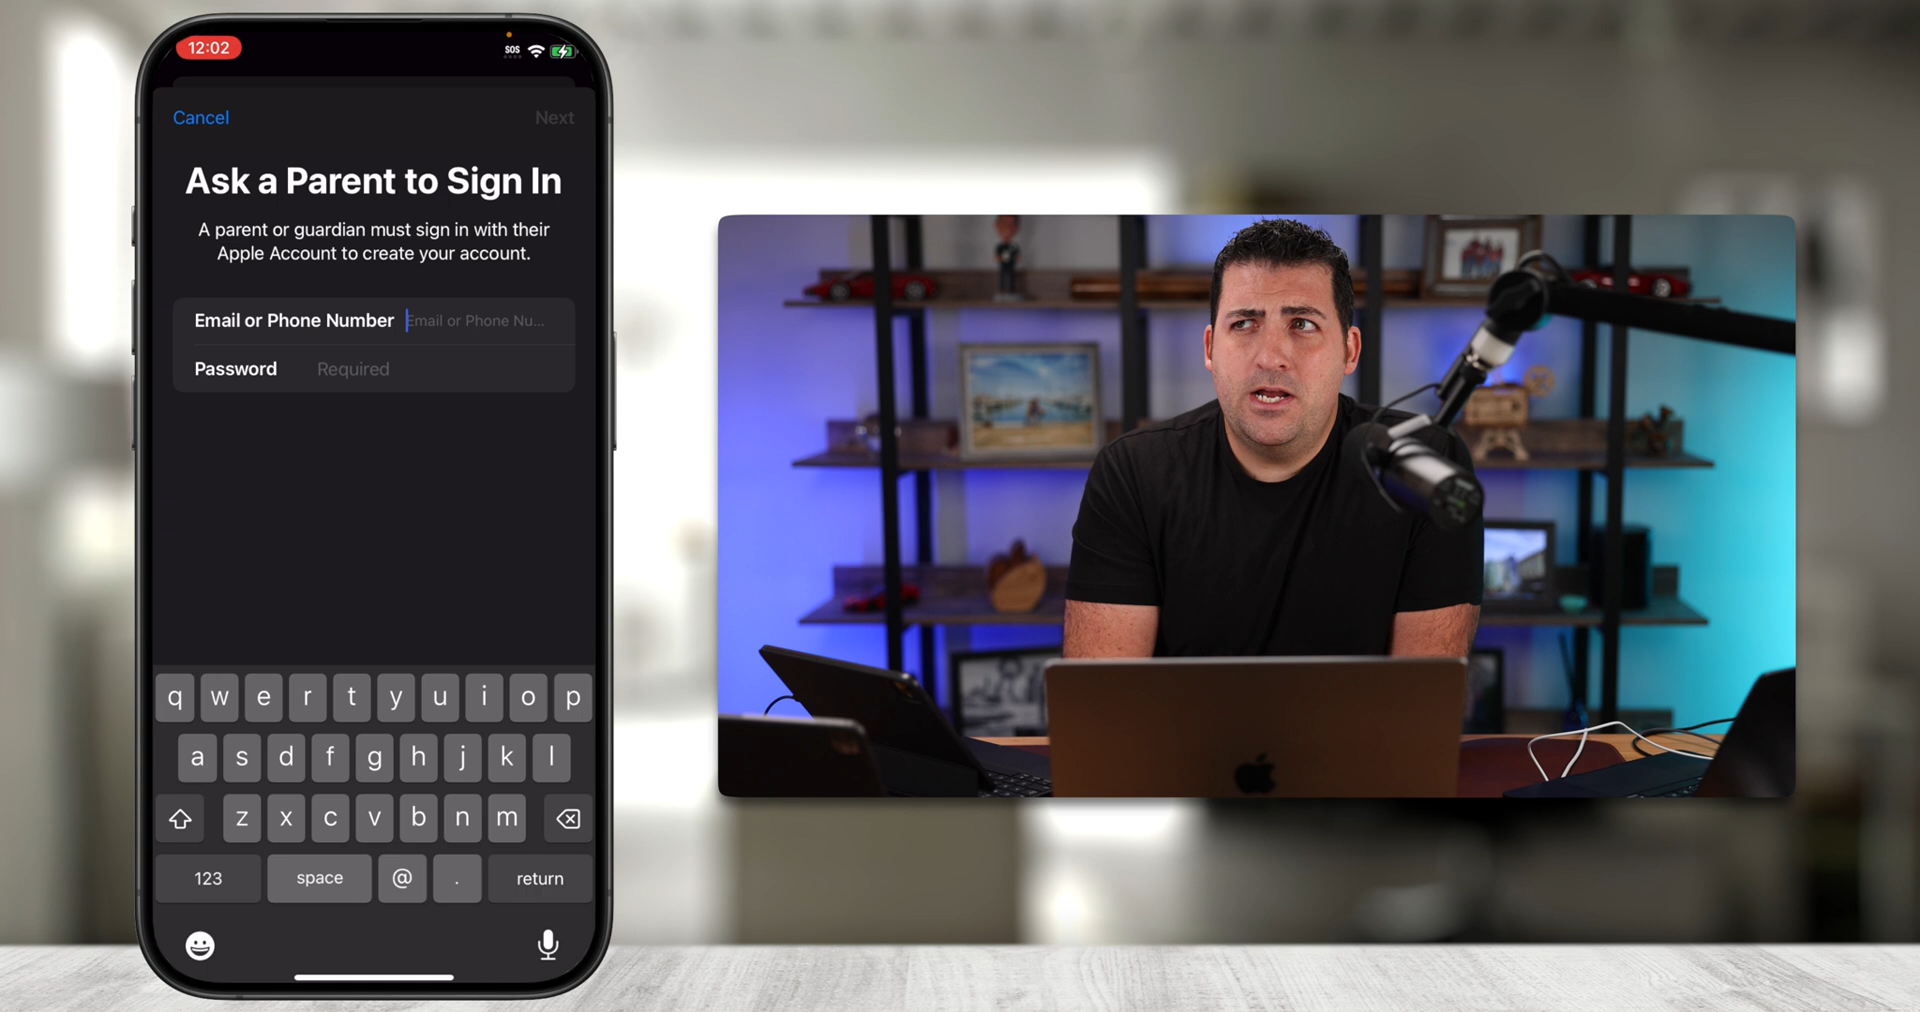 12:02
SOS
Cancel
Next
Ask a Parent to Sign In
A parent or guardian must sign in with their
Apple Account to create your account.
Email or Phone Number Email or Phone Nu...
Password Required
q w e r t y u i o p
a s d f g h j k l
z x c v b n m
123 space @ . return